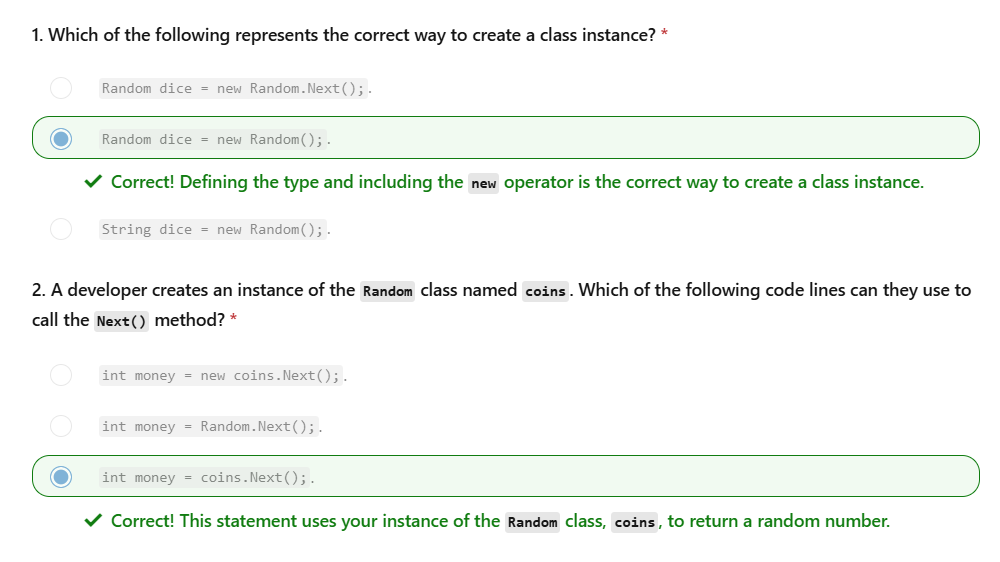 1. Which of the following represents the correct way to create a class instance? *
Random dice = new Random.Next();.
Random dice = new Random();.
Correct! Defining the type and including the new operator is the correct way to create a class instance.
String dice = new Random();.
2. A developer creates an instance of the Random class named coins. Which of the following code lines can they use to
call the Next() method? *
int money = new coins.Next();.
int money = Random.Next();.
int money = coins.Next();.
Correct! This statement uses your instance of the Random class, coins, to return a random number.